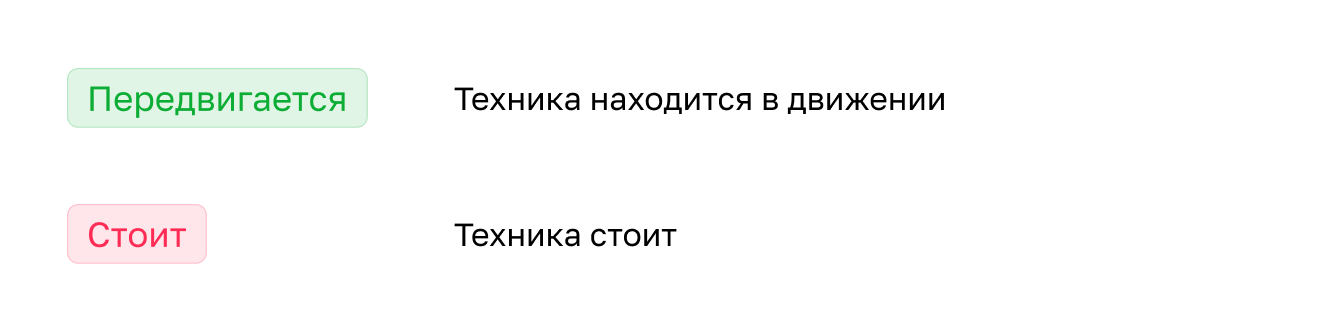 Передвигается Техника находится в движении
Стоит Техника стоит